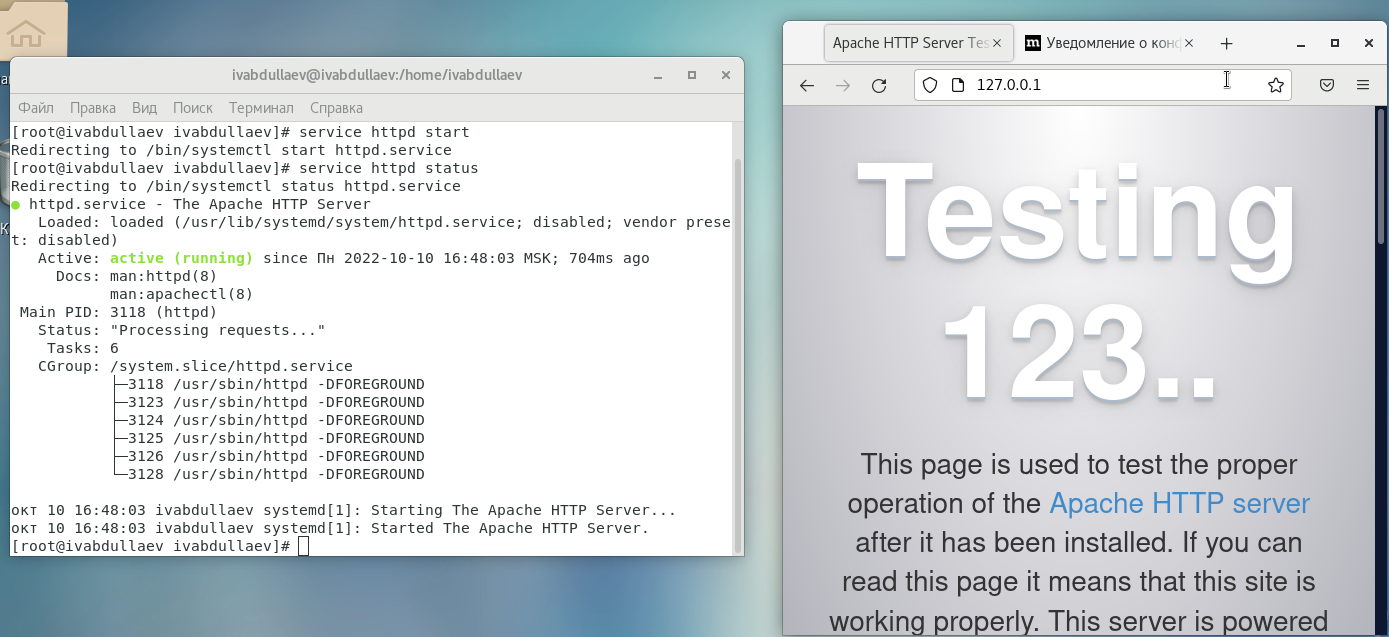 ivabdullaev@ivabdullaev:/home/ivabdullaev
Файл Правка Вид Поиск Терминал Справка
[root@ivabdullaev ivabdullaev]# service httpd start
Redirecting to /bin/systemctl start httpd.service
[root@ivabdullaev ivabdullaev]# service httpd status
Redirecting to /bin/systemctl status httpd.service
● httpd.service - The Apache HTTP Server
Loaded: loaded (/usr/lib/systemd/system/httpd.service; disabled; vendor prese
t: disabled)
Active: active (running) since Пн 2022-10-10 16:48:03 MSK; 704ms ago
Docs: man:httpd(8)
man:apachectl(8)
Main PID: 3118 (httpd)
Status: "Processing requests..."
Tasks: 6
CGroup: /system.slice/httpd.service
├─3118 /usr/sbin/httpd -DFOREGROUND
├─3123 /usr/sbin/httpd -DFOREGROUND
├─3124 /usr/sbin/httpd -DFOREGROUND
├─3125 /usr/sbin/httpd -DFOREGROUND
├─3126 /usr/sbin/httpd -DFOREGROUND
└─3128 /usr/sbin/httpd -DFOREGROUND
окт 10 16:48:03 ivabdullaev systemd[1]: Starting The Apache HTTP Server...
окт 10 16:48:03 ivabdullaev systemd[1]: Started The Apache HTTP Server.
[root@ivabdullaev ivabdullaev]#
Apache HTTP Server Tes
m Уведомление о кон
127.0.0.1
Testing
123..
This page is used to test the proper
operation of the Apache HTTP server
after it has been installed. If you can
read this page it means that this site is
working properly. This server is powered